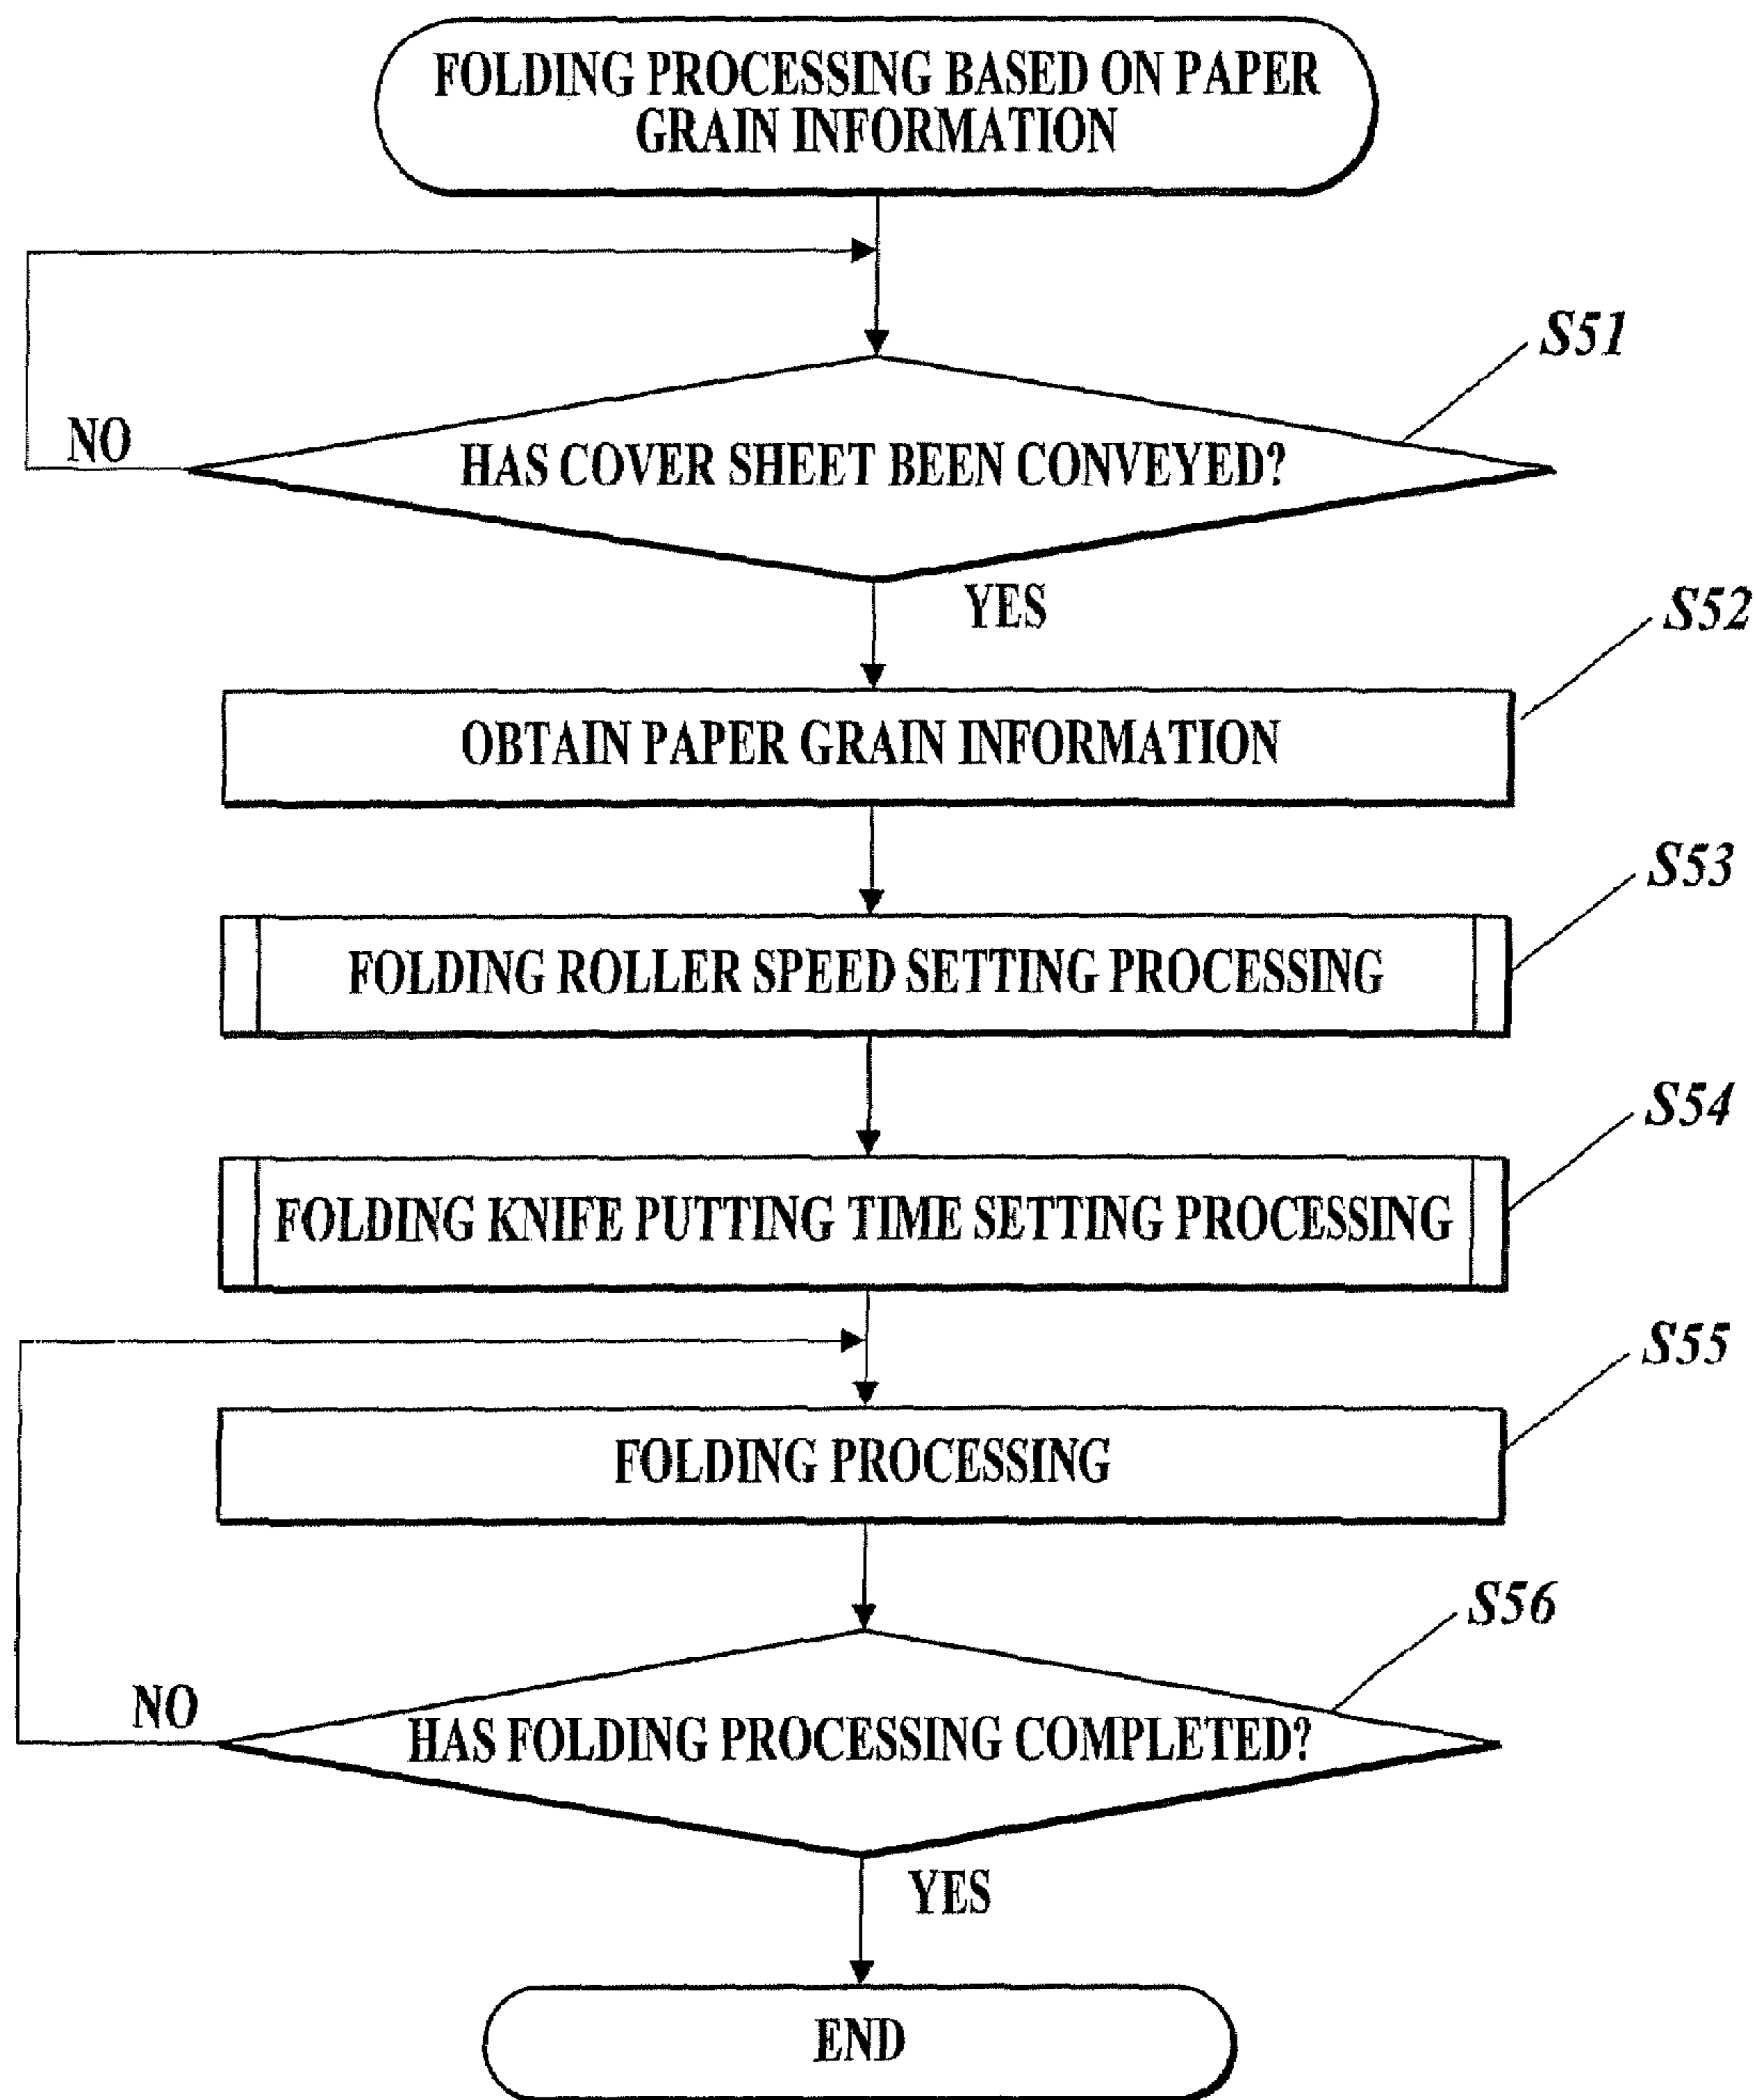 FOLDING PROCESSING BASED ON PAPER
GRAIN INFORMATION
S51
NO
HAS COVER SHEET BEEN CONVEYED?
YES
S52
OBTAIN PAPER GRAIN INFORMATION
S53
FOLDING ROLLER SPEED SETTING PROCESSING
S54
FOLDING KNIFE PUTTING TIME SETTING PROCESSING
S55
FOLDING PROCESSING
S56
NO
HAS FOLDING PROCESSING COMPLETED?
YES
END